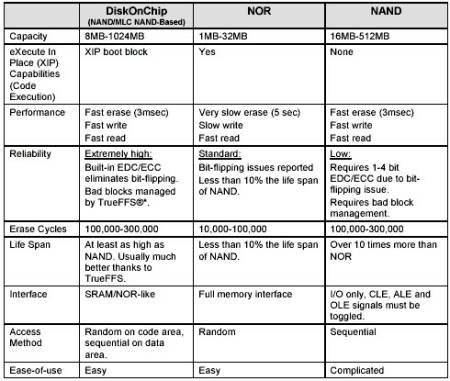 DiskOnChip
(NAND/MLC NAND-Based)
NOR
NAND
Capacity
8MB-1024MB
1MB-32MB
16MB-512MB
eXecute In
Place (XIP)
Capabilities
(Code
Execution)
XIP boot block
Yes
None
Performance
Fast erase (3msec)
Fast write
Fast read
Very slow erase (5 sec)
Slow write
Fast read
Fast erase (3msec)
Fast write
Fast read
Reliability
Extremely high:
Built-in EDC/ECC
eliminates bit-flipping.
Bad blocks managed
by TrueFFS®*.
Standard:
Bit-flipping issues reported
Less than 10% the life span
of NAND.
Low:
Requires 1-4 bit
EDC/ECC due to bit-
flipping issue.
Requires bad block
management.
Erase Cycles
100,000-300,000
10,000-100,000
100,000-300,000
Life Span
At least as high as
NAND. Usually much
better thanks to
TrueFFS.
Less than 10% the life span
of NAND.
Over 10 times more than
NOR
Interface
SRAM/NOR-like
Full memory interface
I/O only, CLE, ALE and
OLE signals must be
toggled.
Access
Method
Random on code area,
sequential on data
area.
Random
Sequential
Ease-of-use
Easy
Easy
Complicated